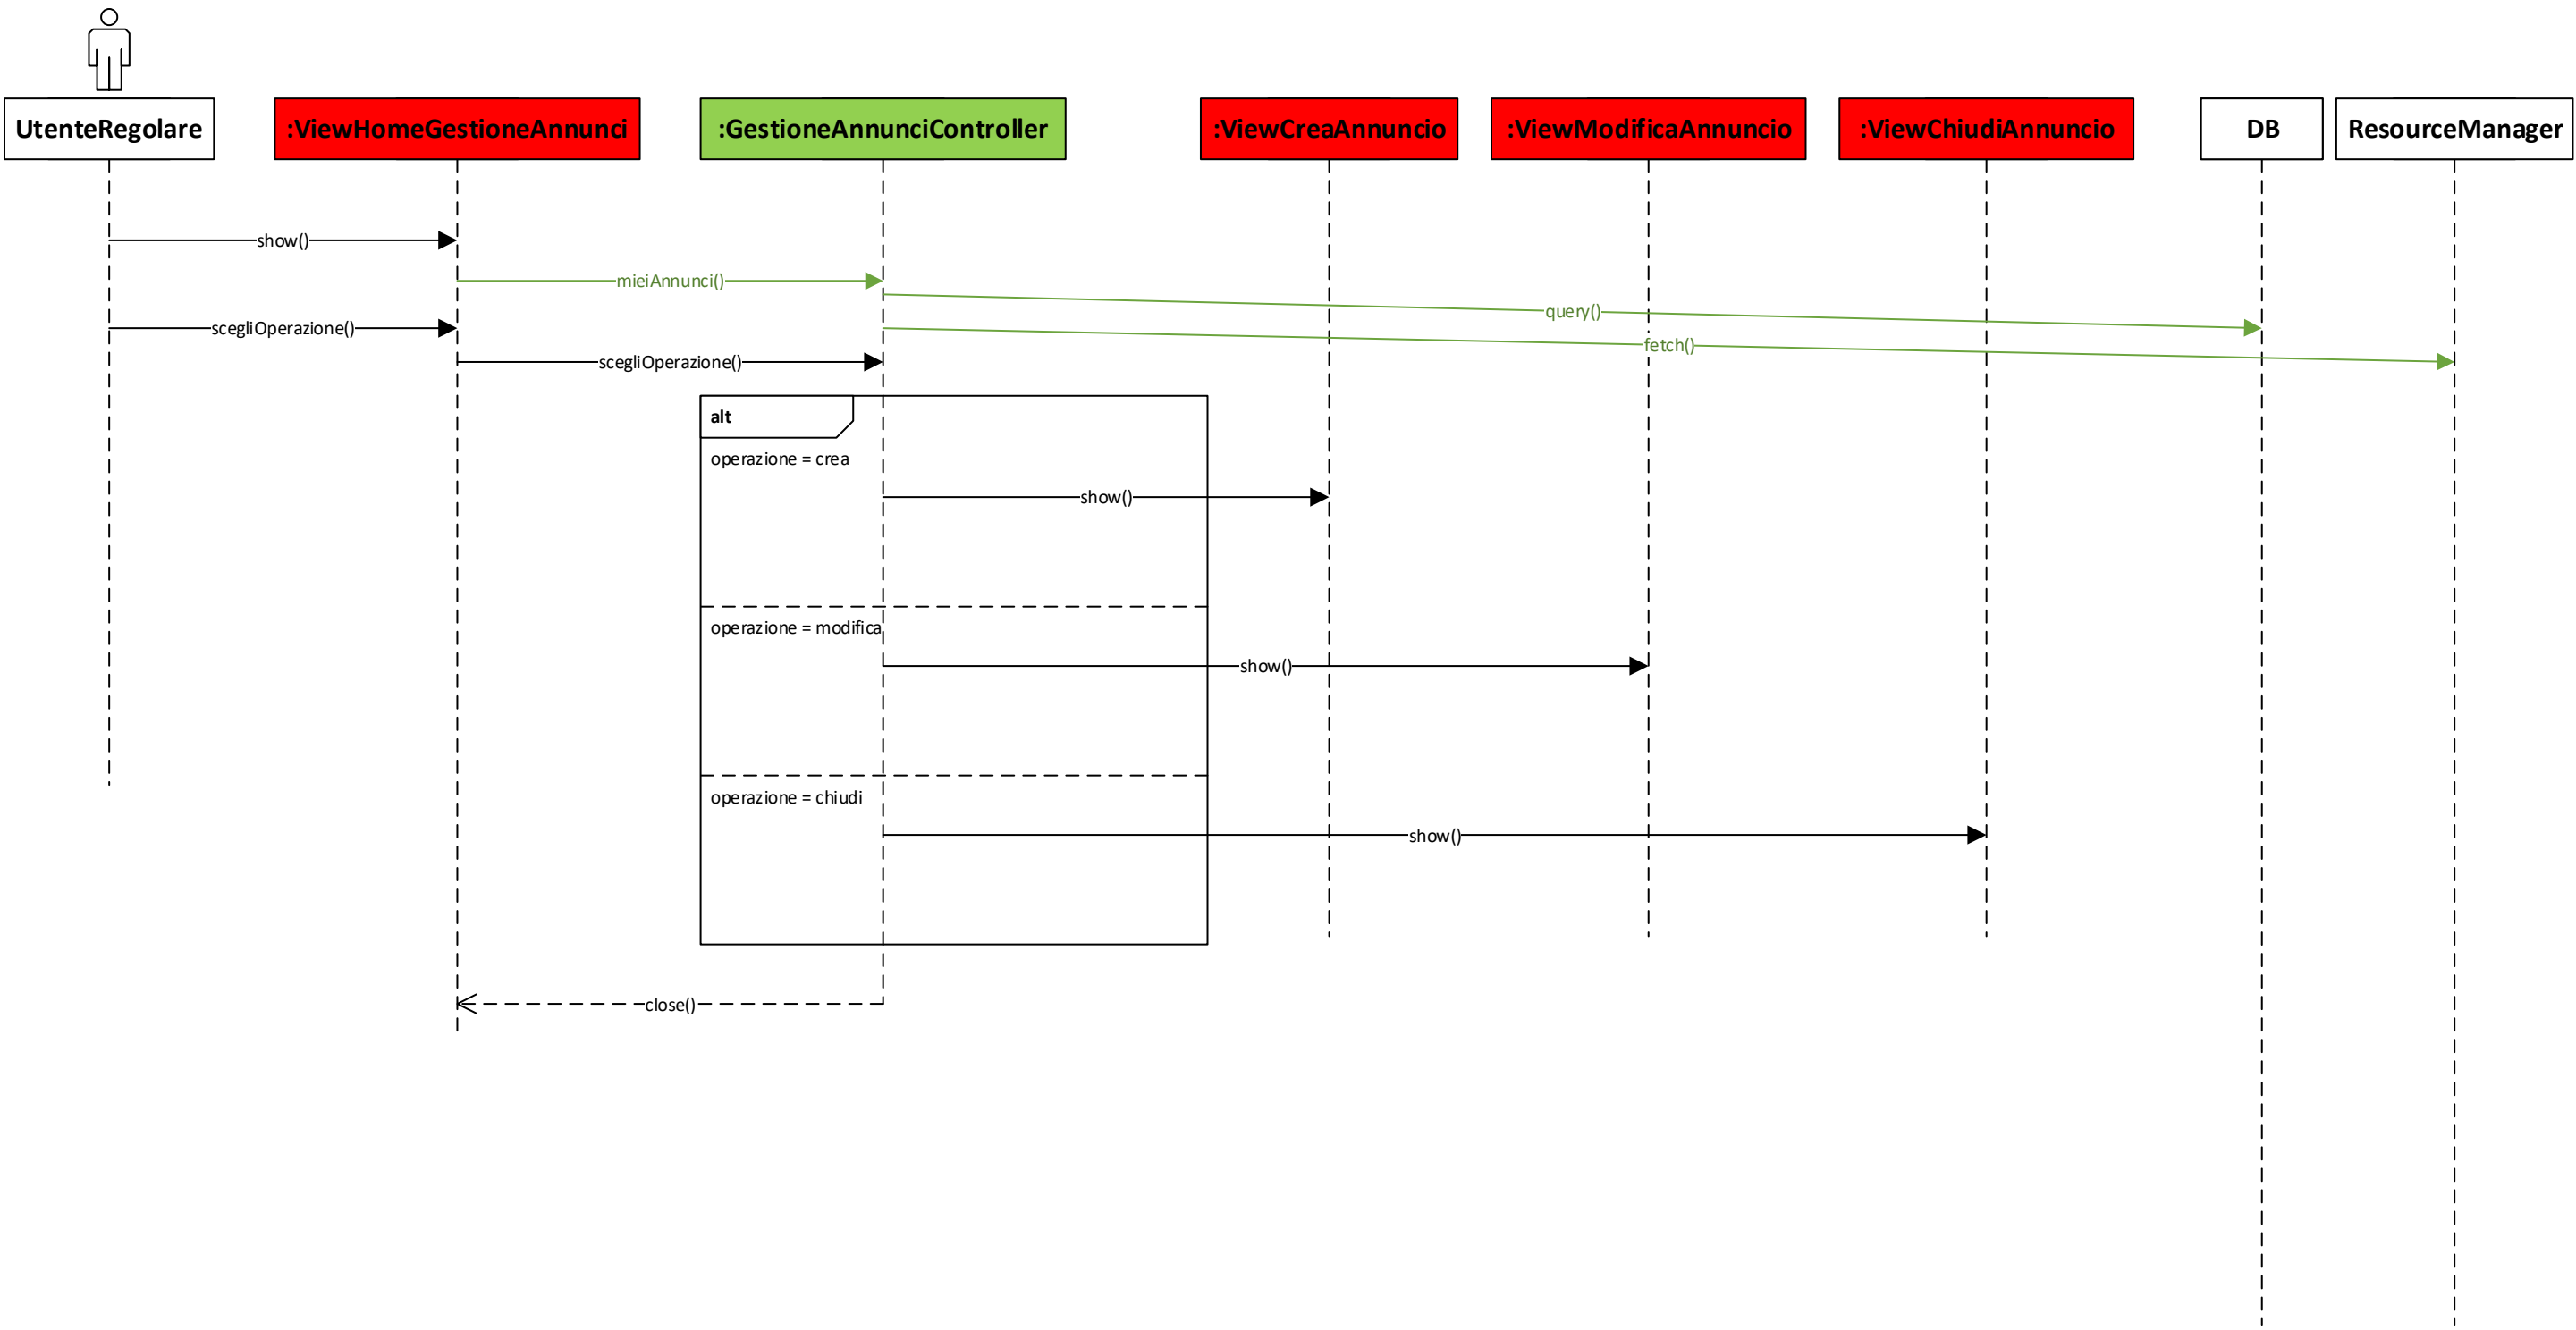 UtenteRegolare
:ViewHomeGestioneAnnunci
:GestioneAnnunciController
:ViewCreaAnnuncio
:ViewModificaAnnuncio
:ViewChiudiAnnuncio
DB
ResourceManager
show()
mieiAnnunci()
query()
scegliOperazione()
fetch()
scegliOperazione()
alt
operazione = crea
show()
operazione = modifica
show()
operazione = chiudi
show()
close()